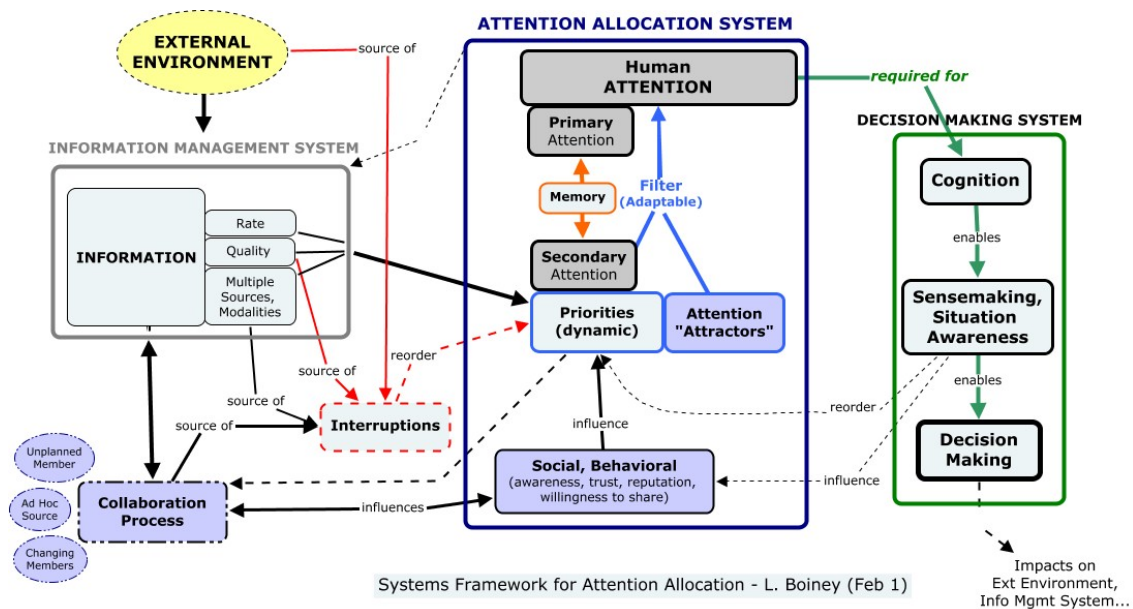 ATTENTION ALLOCATION SYSTEM
EXTERNAL
ENVIRONMENT
source of
Human
ATTENTION
required for
Primary
Attention
DECISION MAKING SYSTEM
INFORMATION MANAGEMENT SYSTEM
Cognition
Memory
Filter
(Adaptable)
Rate
INFORMATION
Quality
enables
Multiple
Sources,
Modalities
Secondary
Attention
Priorities
(dynamic)
Attention
"Attractors"
Sensemaking,
Situation
Awareness
reorder
source of
enables
source of
reorder
source of
Interruptions
influence
Decision
Making
Unplanned
Member
Social, Behavioral
(awareness, trust, reputation,
willingness to share)
influence
Ad Hoc
Source
Collaboration
Process
influences
Changing
Members
Impacts on
Ext Environment,
Info Mgmt System...
Systems Framework for Attention Allocation - L. Boiney (Feb 1)